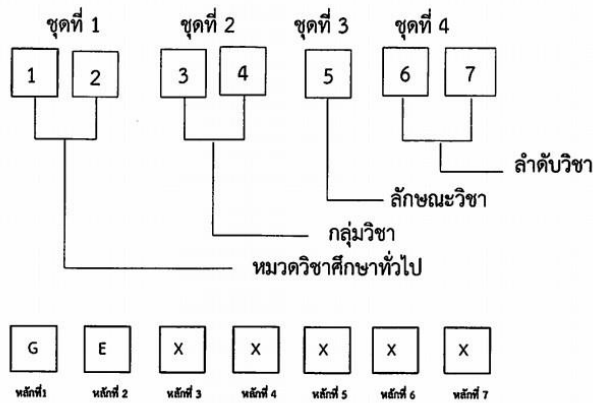 ชุดที่ 1 ชุดที่ 2 ชุดที่ 3 ชุดที่ 4
1 2 3 4 5 6 7
ลำดับวิชา
ลักษณะวิชา
กลุ่มวิชา
หมวดวิชาศึกษาทั่วไป
G E X X X X X
หลักที่1 หลักที่ 2 หลักที่ 3 หลักที่ 4 หลักที่ 5 หลักที่ 6 หลักที่ 7